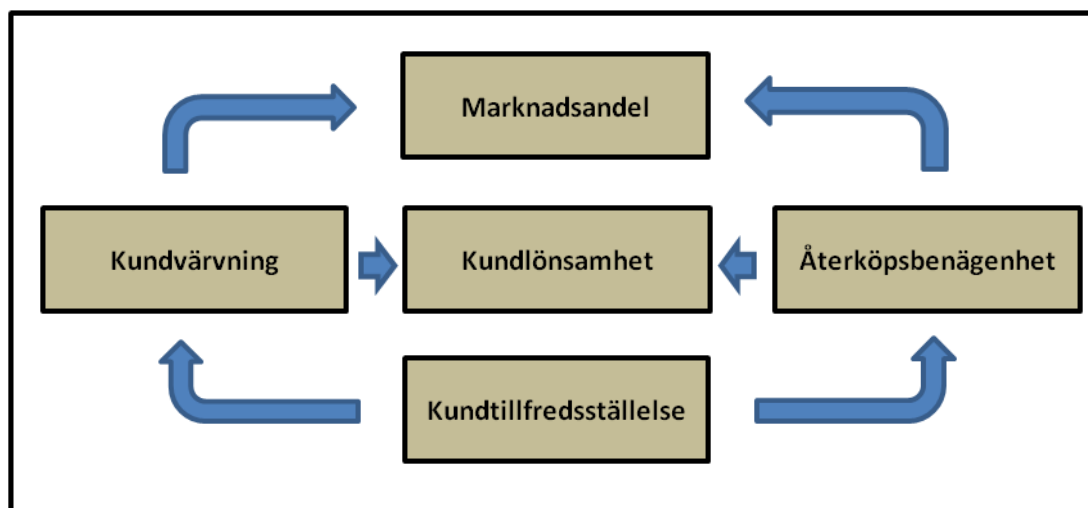 Marknadsandel
Kundvärvning
Kundlönsamhet
Återköpsbenägenhet
Kundtillfredsställelse